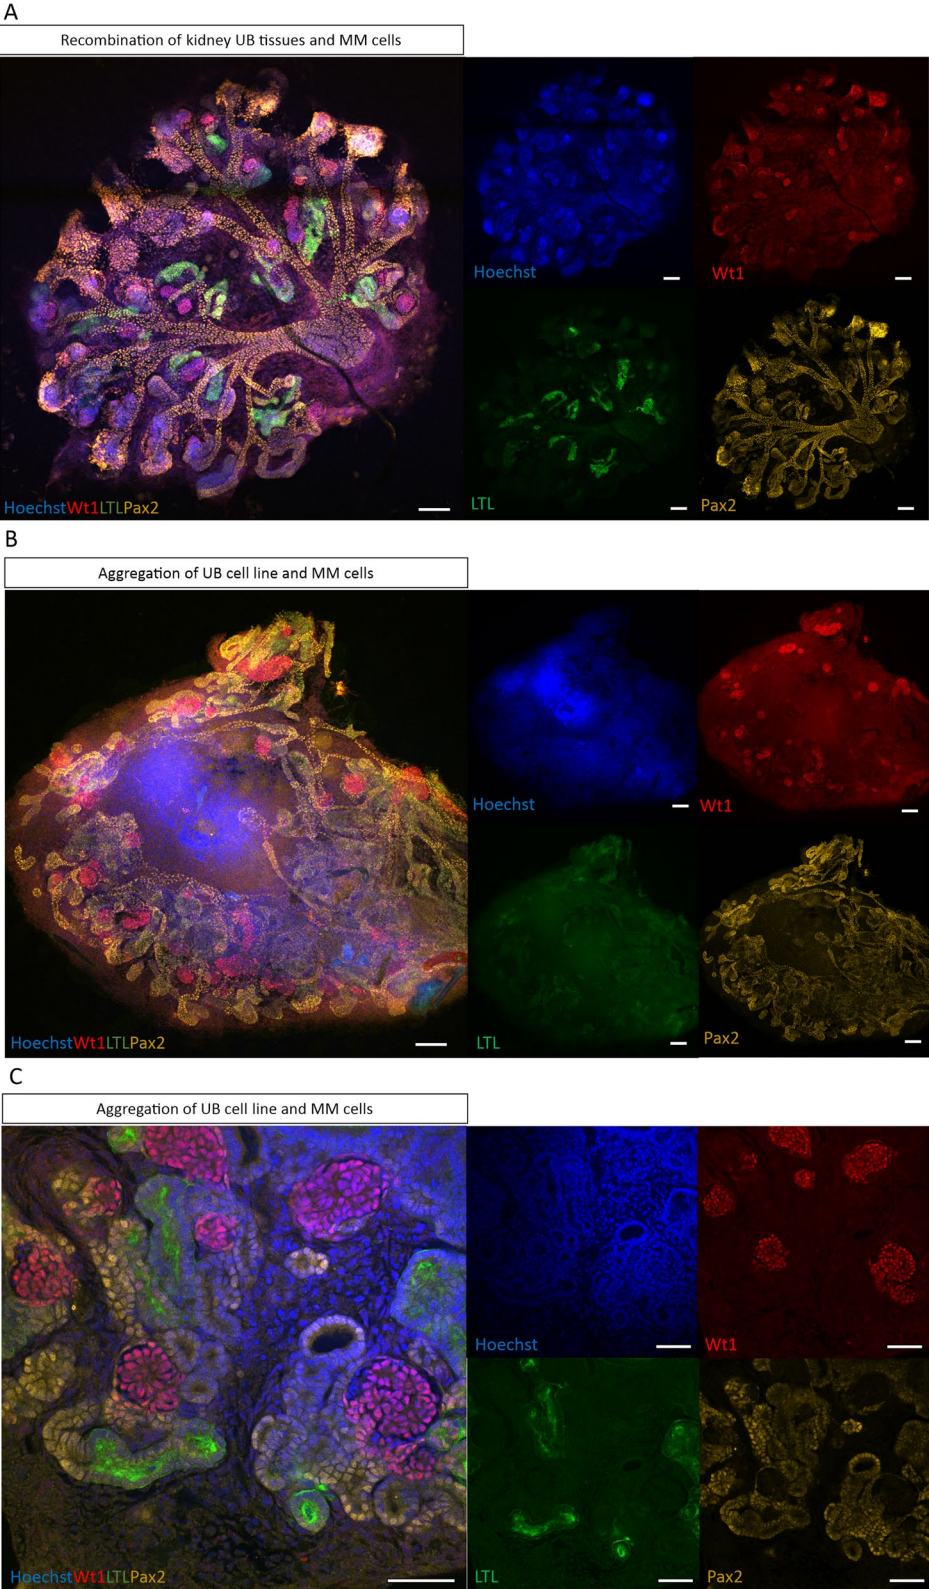 A
Recombination of kidney UB tissues and MM cells
Hoechst
Wt1
LTL
Pax2
HoechstWt1LTLPax2
B
Aggregation of UB cell line and MM cells
Hoechst
Wt1
LTL
Pax2
HoechstWt1LTLPax2
C
Aggregation of UB cell line and MM cells
Hoechst
Wt1
LTL
Pax2
HoechstWt1LTLPax2